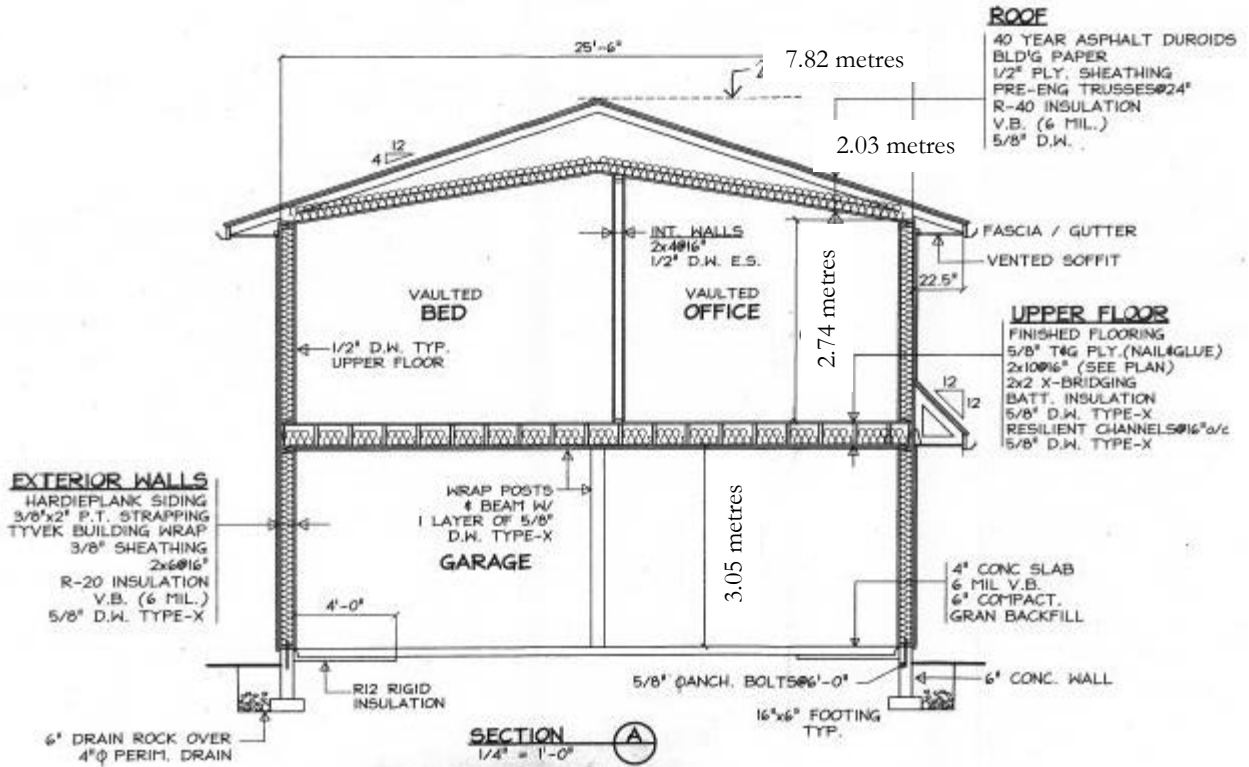 ROOF
40 YEAR ASPHALT DUROIDS
BLD'G PAPER
1/2" PLY. SHEATHING
PRE-ENG TRUSSES@24"
R-40 INSULATION
V.B. (6 MIL.)
5/8" D.W.
25'-6"
7.82 metres
2.03 metres
12
4
FASCIA / GUTTER
VENTED SOFFIT
22.5"
INT. WALLS
2x4@16"
1/2" D.W. E.S.
VAULTED
BED
VAULTED
OFFICE
2.74 metres
1/2" D.W. TYP.
UPPER FLOOR
UPPER FLOOR
FINISHED FLOORING
5/8" T&G PLY.(NAIL&GLUE)
2x10@16" (SEE PLAN)
2x2 X-BRIDGING
BATT. INSULATION
5/8" D.W. TYPE-X
RESILIENT CHANNELS@16"o/c
5/8" D.W. TYPE-X
12
12
EXTERIOR WALLS
HARDIEPLANK SIDING
3/8"x2" P.T. STRAPPING
TYVEK BUILDING WRAP
3/8" SHEATHING
2x6@16"
R-20 INSULATION
V.B. (6 MIL.)
5/8" D.W. TYPE-X
WRAP POSTS
& BEAM W/
1 LAYER OF 5/8"
D.W. TYPE-X
GARAGE
3.05 metres
4'-0"
4" CONC SLAB
6 MIL V.B.
6" COMPACT.
GRAN BACKFILL
R12 RIGID
INSULATION
5/8" ϕANCH. BOLTS@6'-0"
6" CONC. WALL
16"x6" FOOTING
TYP.
6" DRAIN ROCK OVER
4"ϕ PERIM. DRAIN
SECTION
A
1/4" = 1'-0"